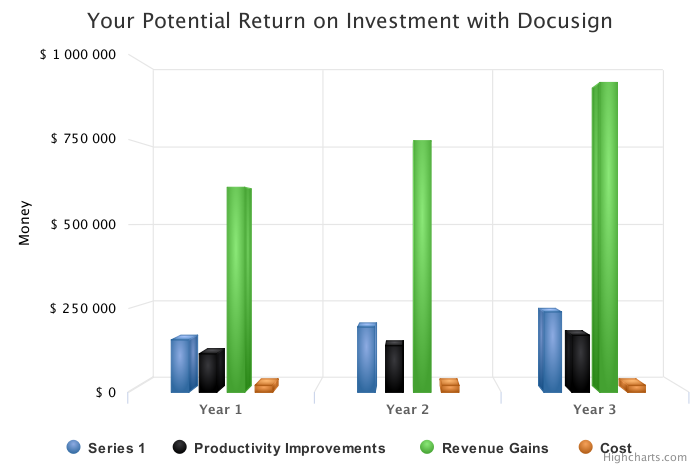 Your Potential Return on Investment with Docusign
$ 1 000 000
$ 750 000
$ 500 000
$ 250 000
$ 0
Money
Year 1
Year 2
Year 3
Series 1
Productivity Improvements
Revenue Gains
Cost
Highcharts.com